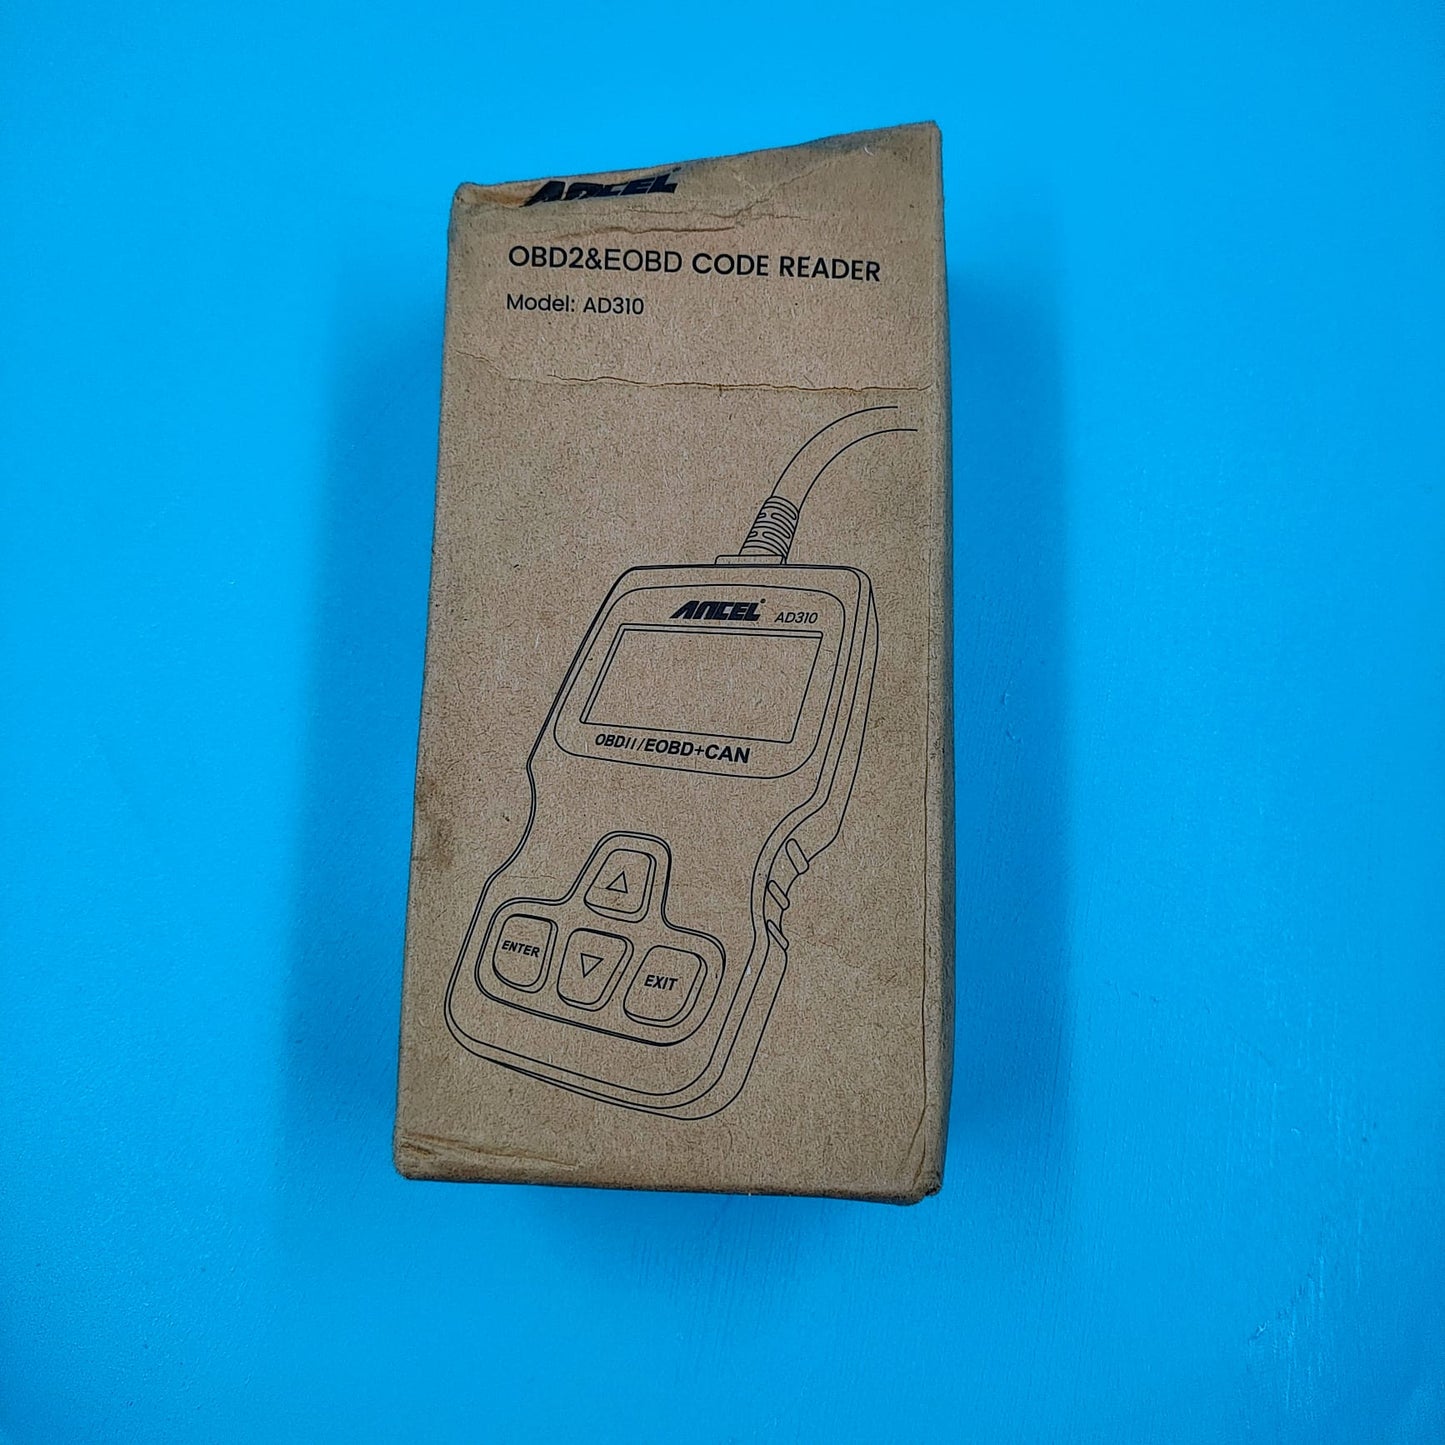 ANCEL
OBD2&EOBD CODE READER
Model: AD310
ANCEL® AD310
OBDII/EOBD+CAN
ENTER
EXIT